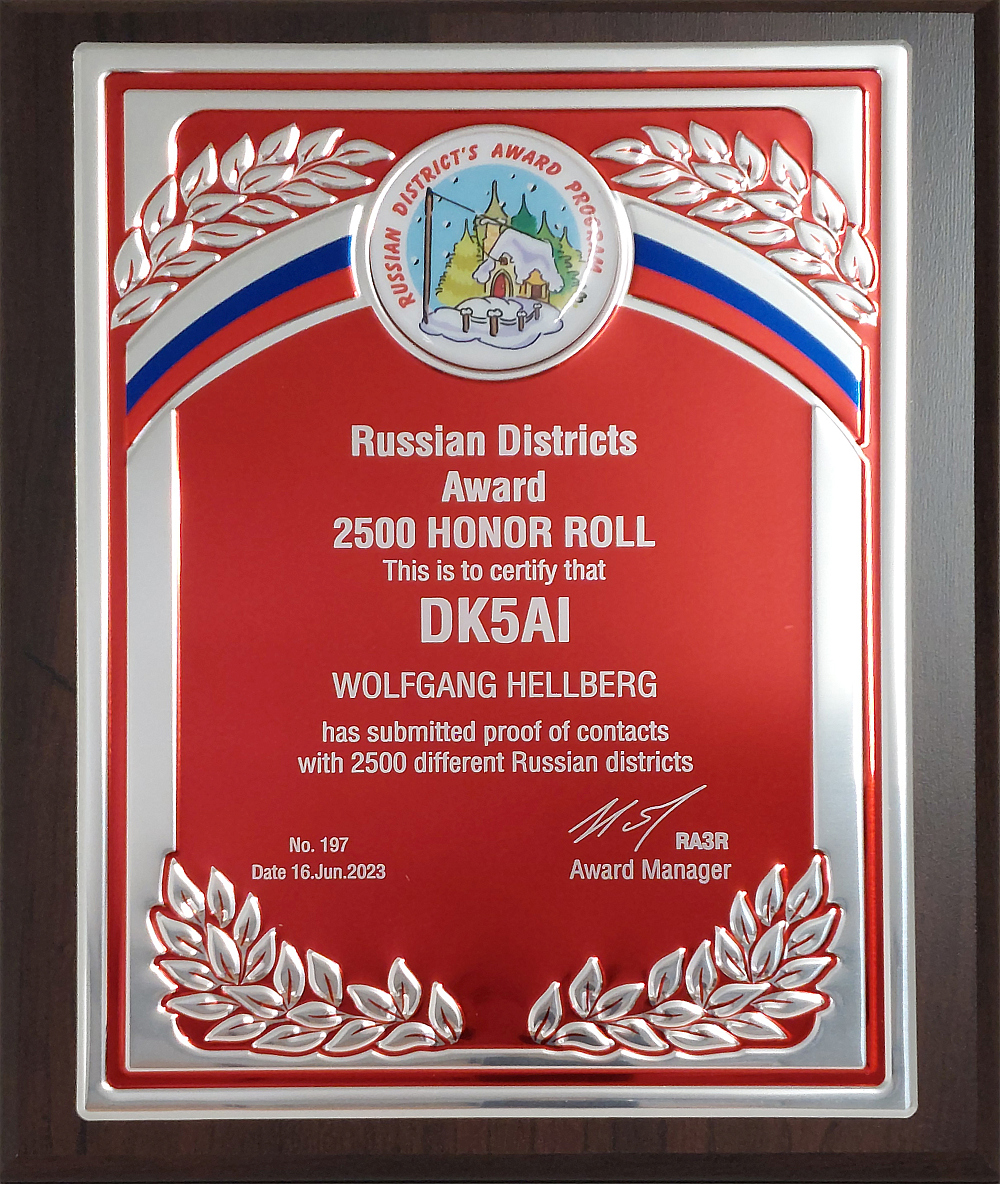 RUSSIAN DISTRICT'S AWARD PROGRAM
Russian Districts
Award
2500 HONOR ROLL
This is to certify that
DK5AI
WOLFGANG HELLBERG
has submitted proof of contacts
with 2500 different Russian districts
RA3R
No. 197
Award Manager
Date 16.Jun.2023